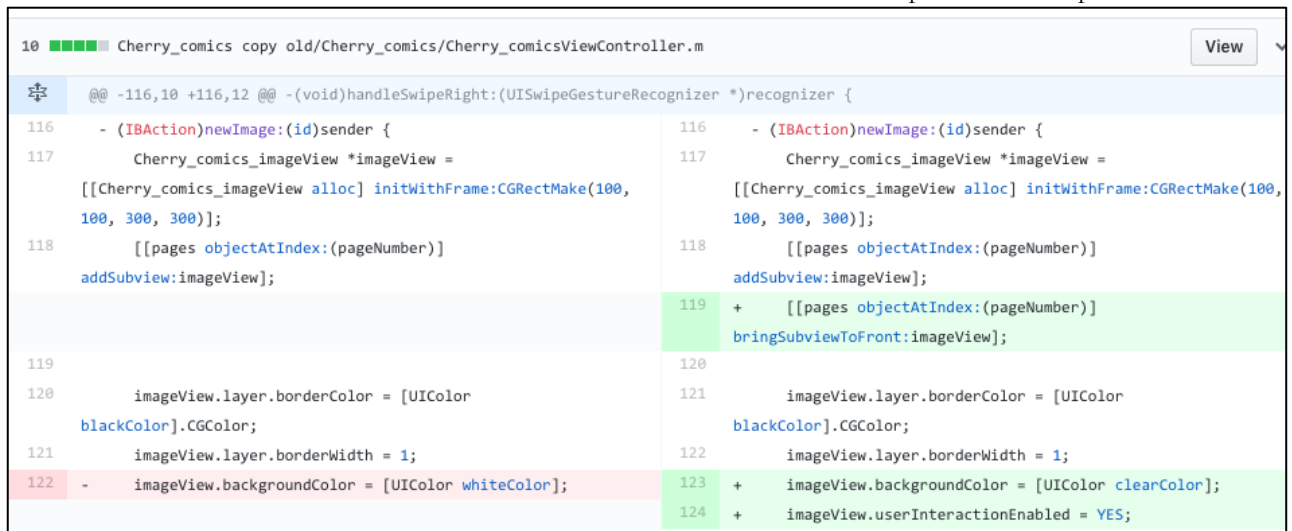 10 Cherry_comics copy old/Cherry_comics/Cherry_comicsViewController.m View
@@ -116,10 +116,12 @@ -(void)handleSwipeRight:(UISwipeGestureRecognizer *)recognizer {
116 - (IBAction)newImage:(id)sender {
117 Cherry_comics_imageView *imageView =
[[Cherry_comics_imageView alloc] initWithFrame:CGRectMake(100,
100, 300, 300)];
118 [[pages objectAtIndex:(pageNumber)]
addSubview:imageView];
119
120 imageView.layer.borderColor = [UIColor
blackColor].CGColor;
121 imageView.layer.borderWidth = 1;
122 - imageView.backgroundColor = [UIColor whiteColor];
116 - (IBAction)newImage:(id)sender {
117 Cherry_comics_imageView *imageView =
[[Cherry_comics_imageView alloc] initWithFrame:CGRectMake(100,
100, 300, 300)];
118 [[pages objectAtIndex:(pageNumber)]
addSubview:imageView];
119 + [[pages objectAtIndex:(pageNumber)]
bringSubviewToFront:imageView];
120
121 imageView.layer.borderColor = [UIColor
blackColor].CGColor;
122 imageView.layer.borderWidth = 1;
123 + imageView.backgroundColor = [UIColor clearColor];
124 + imageView.userInteractionEnabled = YES;